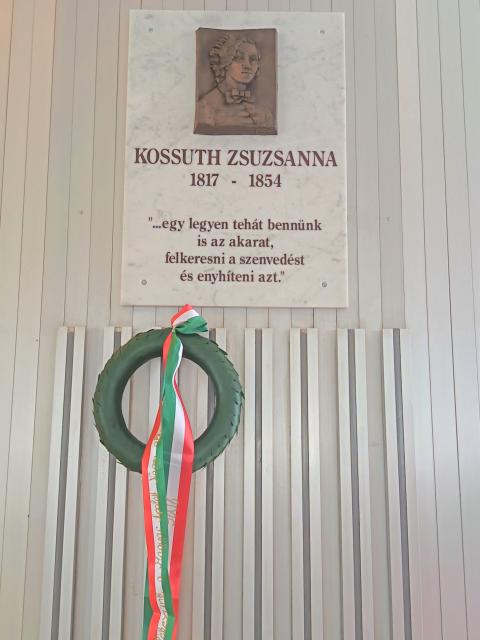 KOSSUTH ZSUZSANNA
1817 - 1854
"...egy legyen tehát bennünk
is az akarat,
felkeresni a szenvedést
és enyhíteni azt."